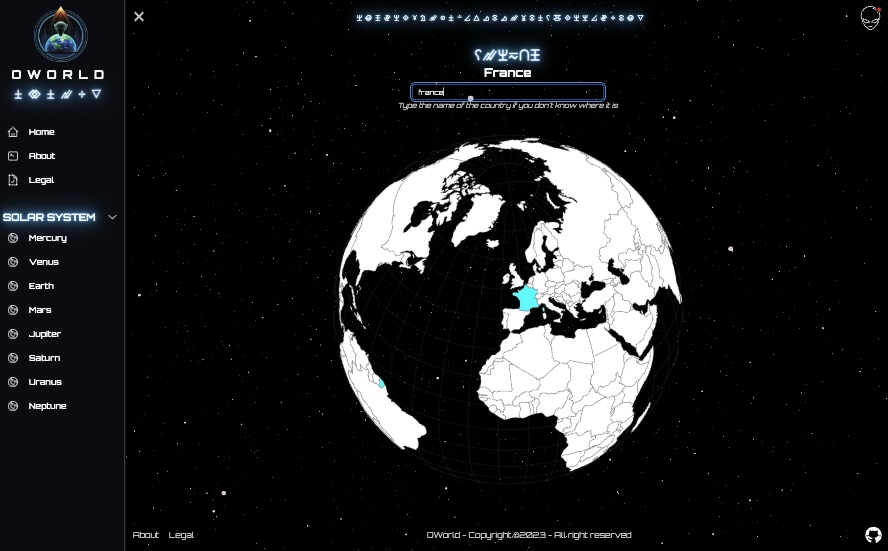 OWORLD
Home
About
Legal
SOLAR SYSTEM
Mercury
Venus
Earth
Mars
Jupiter
Saturn
Uranus
Neptune
France
france
Type the name of the country if you don't know where it is
About Legal
OWorld - Copyright ©2023 - All right reserved